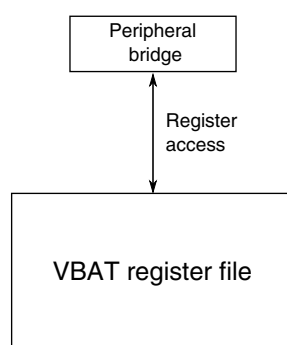 Peripheral
bridge
Register
access
VBAT register file